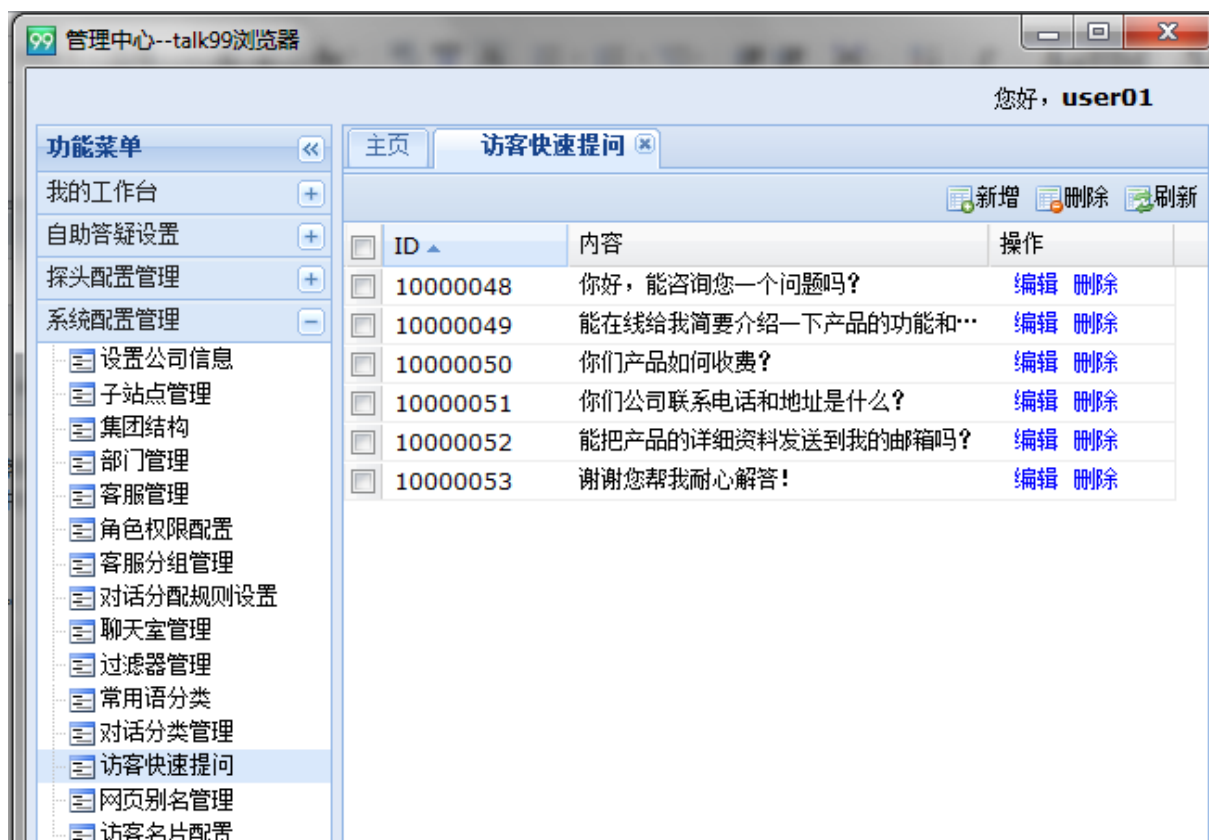 99 管理中心--talk99浏览器
您好，user01
功能菜单
我的工作台
自助答疑设置
探头配置管理
系统配置管理
设置公司信息
子站点管理
集团结构
部门管理
客服管理
角色权限配置
客服分组管理
对话分配规则设置
聊天室管理
过滤器管理
常用语分类
对话分类管理
访客快速提问
网页别名管理
访客名片配置
主页 访客快速提问
新增 删除 刷新
ID 内容 操作
10000048 你好，能咨询您一个问题吗？ 编辑 删除
10000049 能在线给我简要介绍一下产品的功能和… 编辑 删除
10000050 你们产品如何收费？ 编辑 删除
10000051 你们公司联系电话和地址是什么？ 编辑 删除
10000052 能把产品的详细资料发送到我的邮箱吗？ 编辑 删除
10000053 谢谢您帮我耐心解答！ 编辑 删除